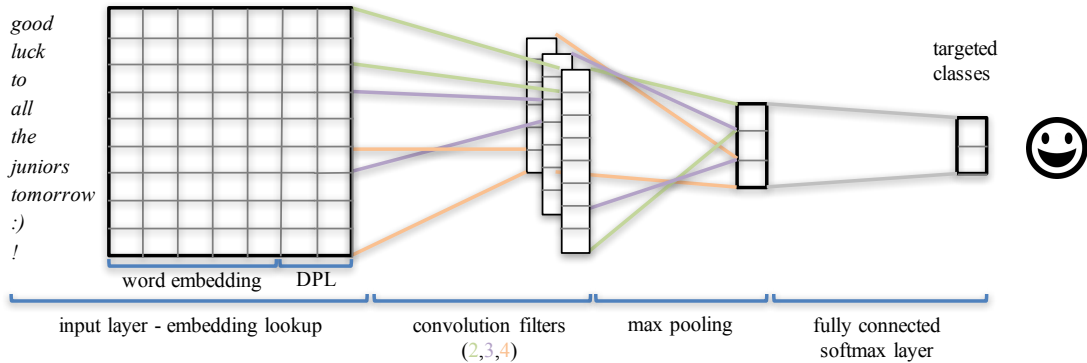 good
luck
to
all
the
juniors
tomorrow
:)
!
targeted
classes
word embedding
DPL
input layer - embedding lookup
convolution filters
(2,3,4)
max pooling
fully connected
softmax layer